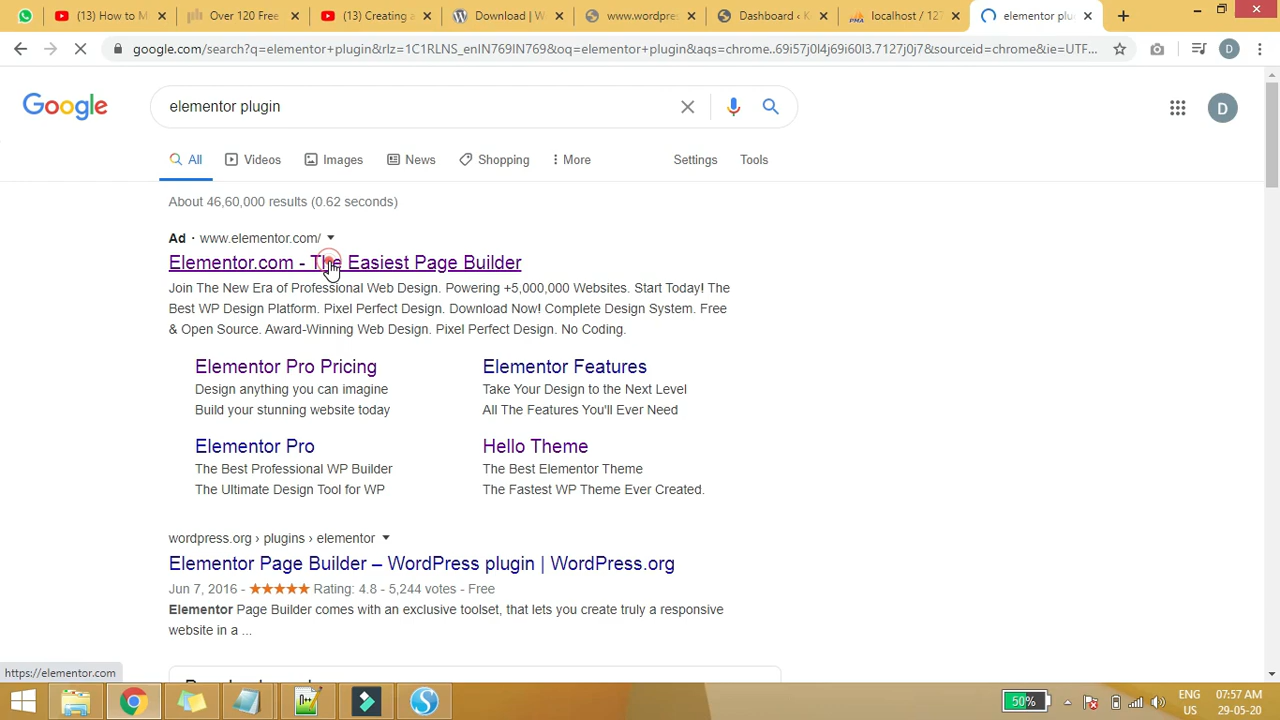 (13) How to M
Over 120 Free
(13) Creating a
Download | W
www.wordpres
Dashboard ‹ K
localhost / 127
elementor plu
google.com/search?q=elementor+plugin&rlz=1C1RLNS_enIN769IN769&oq=elementor+plugin&aqs=chrome..69i57j0l4j69i60l3.7127j0j7&sourceid=chrome&ie=UTF...
D
Google
elementor plugin
D
All
Videos
Images
News
Shopping
More
Settings
Tools
About 46,60,000 results (0.62 seconds)
Ad · www.elementor.com/
Elementor.com - The Easiest Page Builder
Join The New Era of Professional Web Design. Powering +5,000,000 Websites. Start Today! The
Best WP Design Platform. Pixel Perfect Design. Download Now! Complete Design System. Free
& Open Source. Award-Winning Web Design. Pixel Perfect Design. No Coding.
Elementor Pro Pricing
Design anything you can imagine
Build your stunning website today
Elementor Features
Take Your Design to the Next Level
All The Features You'll Ever Need
Elementor Pro
The Best Professional WP Builder
The Ultimate Design Tool for WP
Hello Theme
The Best Elementor Theme
The Fastest WP Theme Ever Created.
wordpress.org › plugins › elementor
Elementor Page Builder – WordPress plugin | WordPress.org
Jun 7, 2016 - ★★★★★ Rating: 4.8 - 5,244 votes - Free
Elementor Page Builder comes with an exclusive toolset, that lets you create truly a responsive
website in a ...
https://elementor.com
50%
ENG
US
07:57 AM
29-05-20